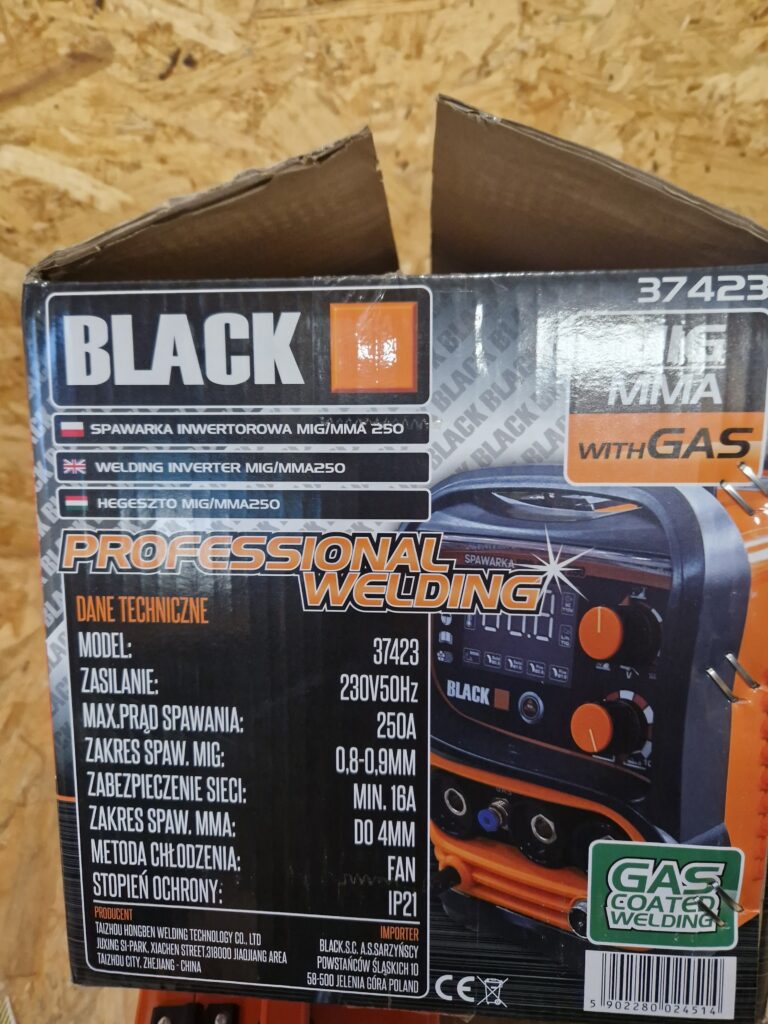 37423
BLACK
MIG
MMA
WITH GAS
SPAWARKA INWERTOROWA MIG/MMA 250
WELDING INVERTER MIG/MMA250
HEGESZTO MIG/MMA250
PROFESSIONAL
WELDING
SPAWARKA
BLACK
DANE TECHNICZNE
MODEL: 37423
ZASILANIE: 230V50Hz
MAX.PRĄD SPAWANIA: 250A
ZAKRES SPAW. MIG: 0,8-0,9MM
ZABEZPIECZENIE SIECI: MIN. 16A
ZAKRES SPAW. MMA: DO 4MM
METODA CHŁODZENIA: FAN
STOPIEŃ OCHRONY: IP21
PRODUCENT
TAIZHOU HONGBEN WELDING TECHNOLOGY CO., LTD
JUXING SI-PARK, XIACHEN STREET,318000 JIAOJIANG AREA
TAIZHOU CITY, ZHEJIANG - CHINA
IMPORTER
BLACK.S.C. A.S.SARZYŃSCY
POWSTAŃCÓW ŚLĄSKICH 10
58-500 JELENIA GÓRA POLAND
CE
GAS
COATED
WELDING
5 902280 024514